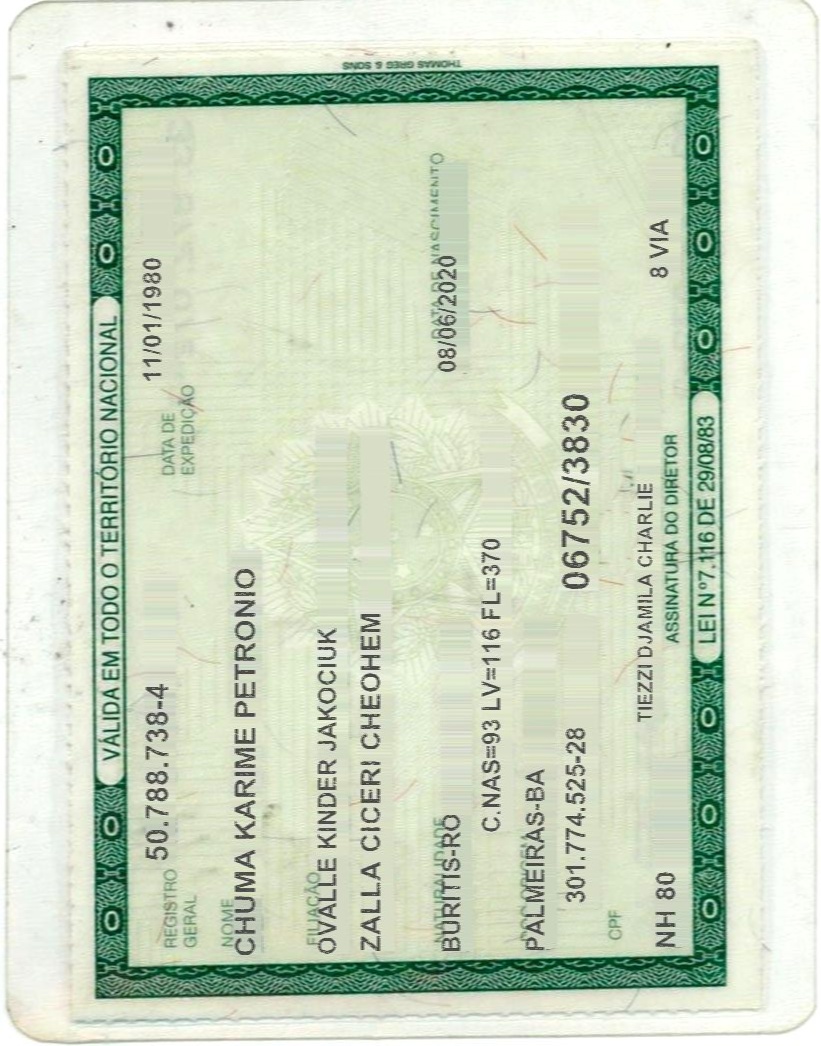 VÁLIDA EM TODO O TERRITÓRIO NACIONAL
REGISTRO GERAL 50.788.738-4 DATA DE EXPEDIÇÃO 11/01/1980
NOME
CHUMA KARIME PETRONIO
FILIAÇÃO
OVALLE KINDER JAKOCIUK
ZALLA CICERI CHEOHEM
NATURALIDADE DATA DE NASCIMENTO
BURITIS-RO 08/06/2020
C.NAS=93 LV=116 FL=370
PALMEIRAS-BA
301.774.525-28 06752/3830
CPF
TIEZZI DJAMILA CHARLIE
NH 80 ASSINATURA DO DIRETOR 8 VIA
LEI Nº 7.116 DE 29/08/83
THOMAS GREG & SONS